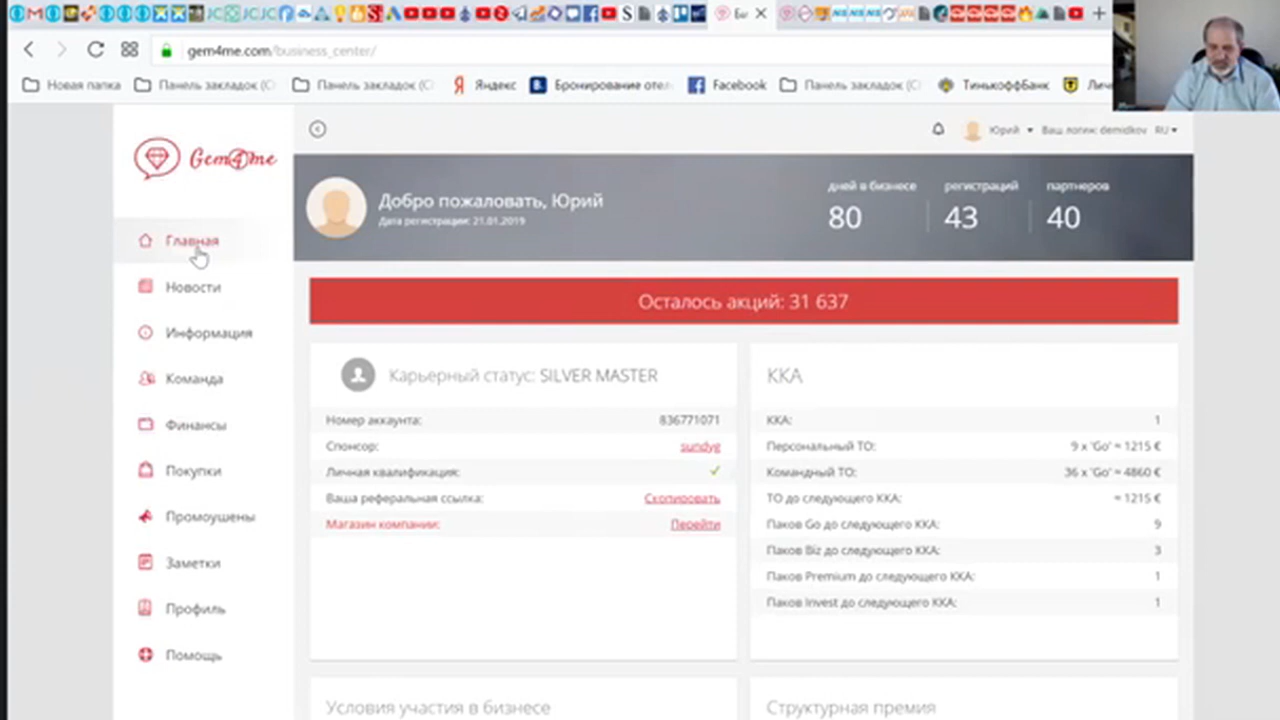 gem4me.com/business_center/
Новая папка
Панель закладок (С
Панель закладок (С
Яндекс
Бронирование отел
Facebook
Панель закладок (С
ТинькоффБанк
Личн
Gem4me
Юрий
Ваш логин: demidkov
RU
Добро пожаловать, Юрий
Дата регистрации: 21.01.2019
дней в бизнесе
80
регистраций
43
партнеров
40
Главная
Новости
Информация
Команда
Финансы
Покупки
Промоушены
Заметки
Профиль
Помощь
Осталось акций: 31 637
Карьерный статус: SILVER MASTER
Номер аккаунта: 836771071
Спонсор: sundyg
Личная квалификация:
Ваша реферальная ссылка: Скопировать
Магазин компании: Перейти
ККА
ККА: 1
Персональный ТО: 9 x 'Go' ≈ 1215 €
Командный ТО: 36 x 'Go' ≈ 4860 €
ТО до следующего ККА: ≈ 1215 €
Паков Go до следующего ККА: 9
Паков Biz до следующего ККА: 3
Паков Premium до следующего ККА: 1
Паков Invest до следующего ККА: 1
Условия участия в бизнесе
Структурная премия